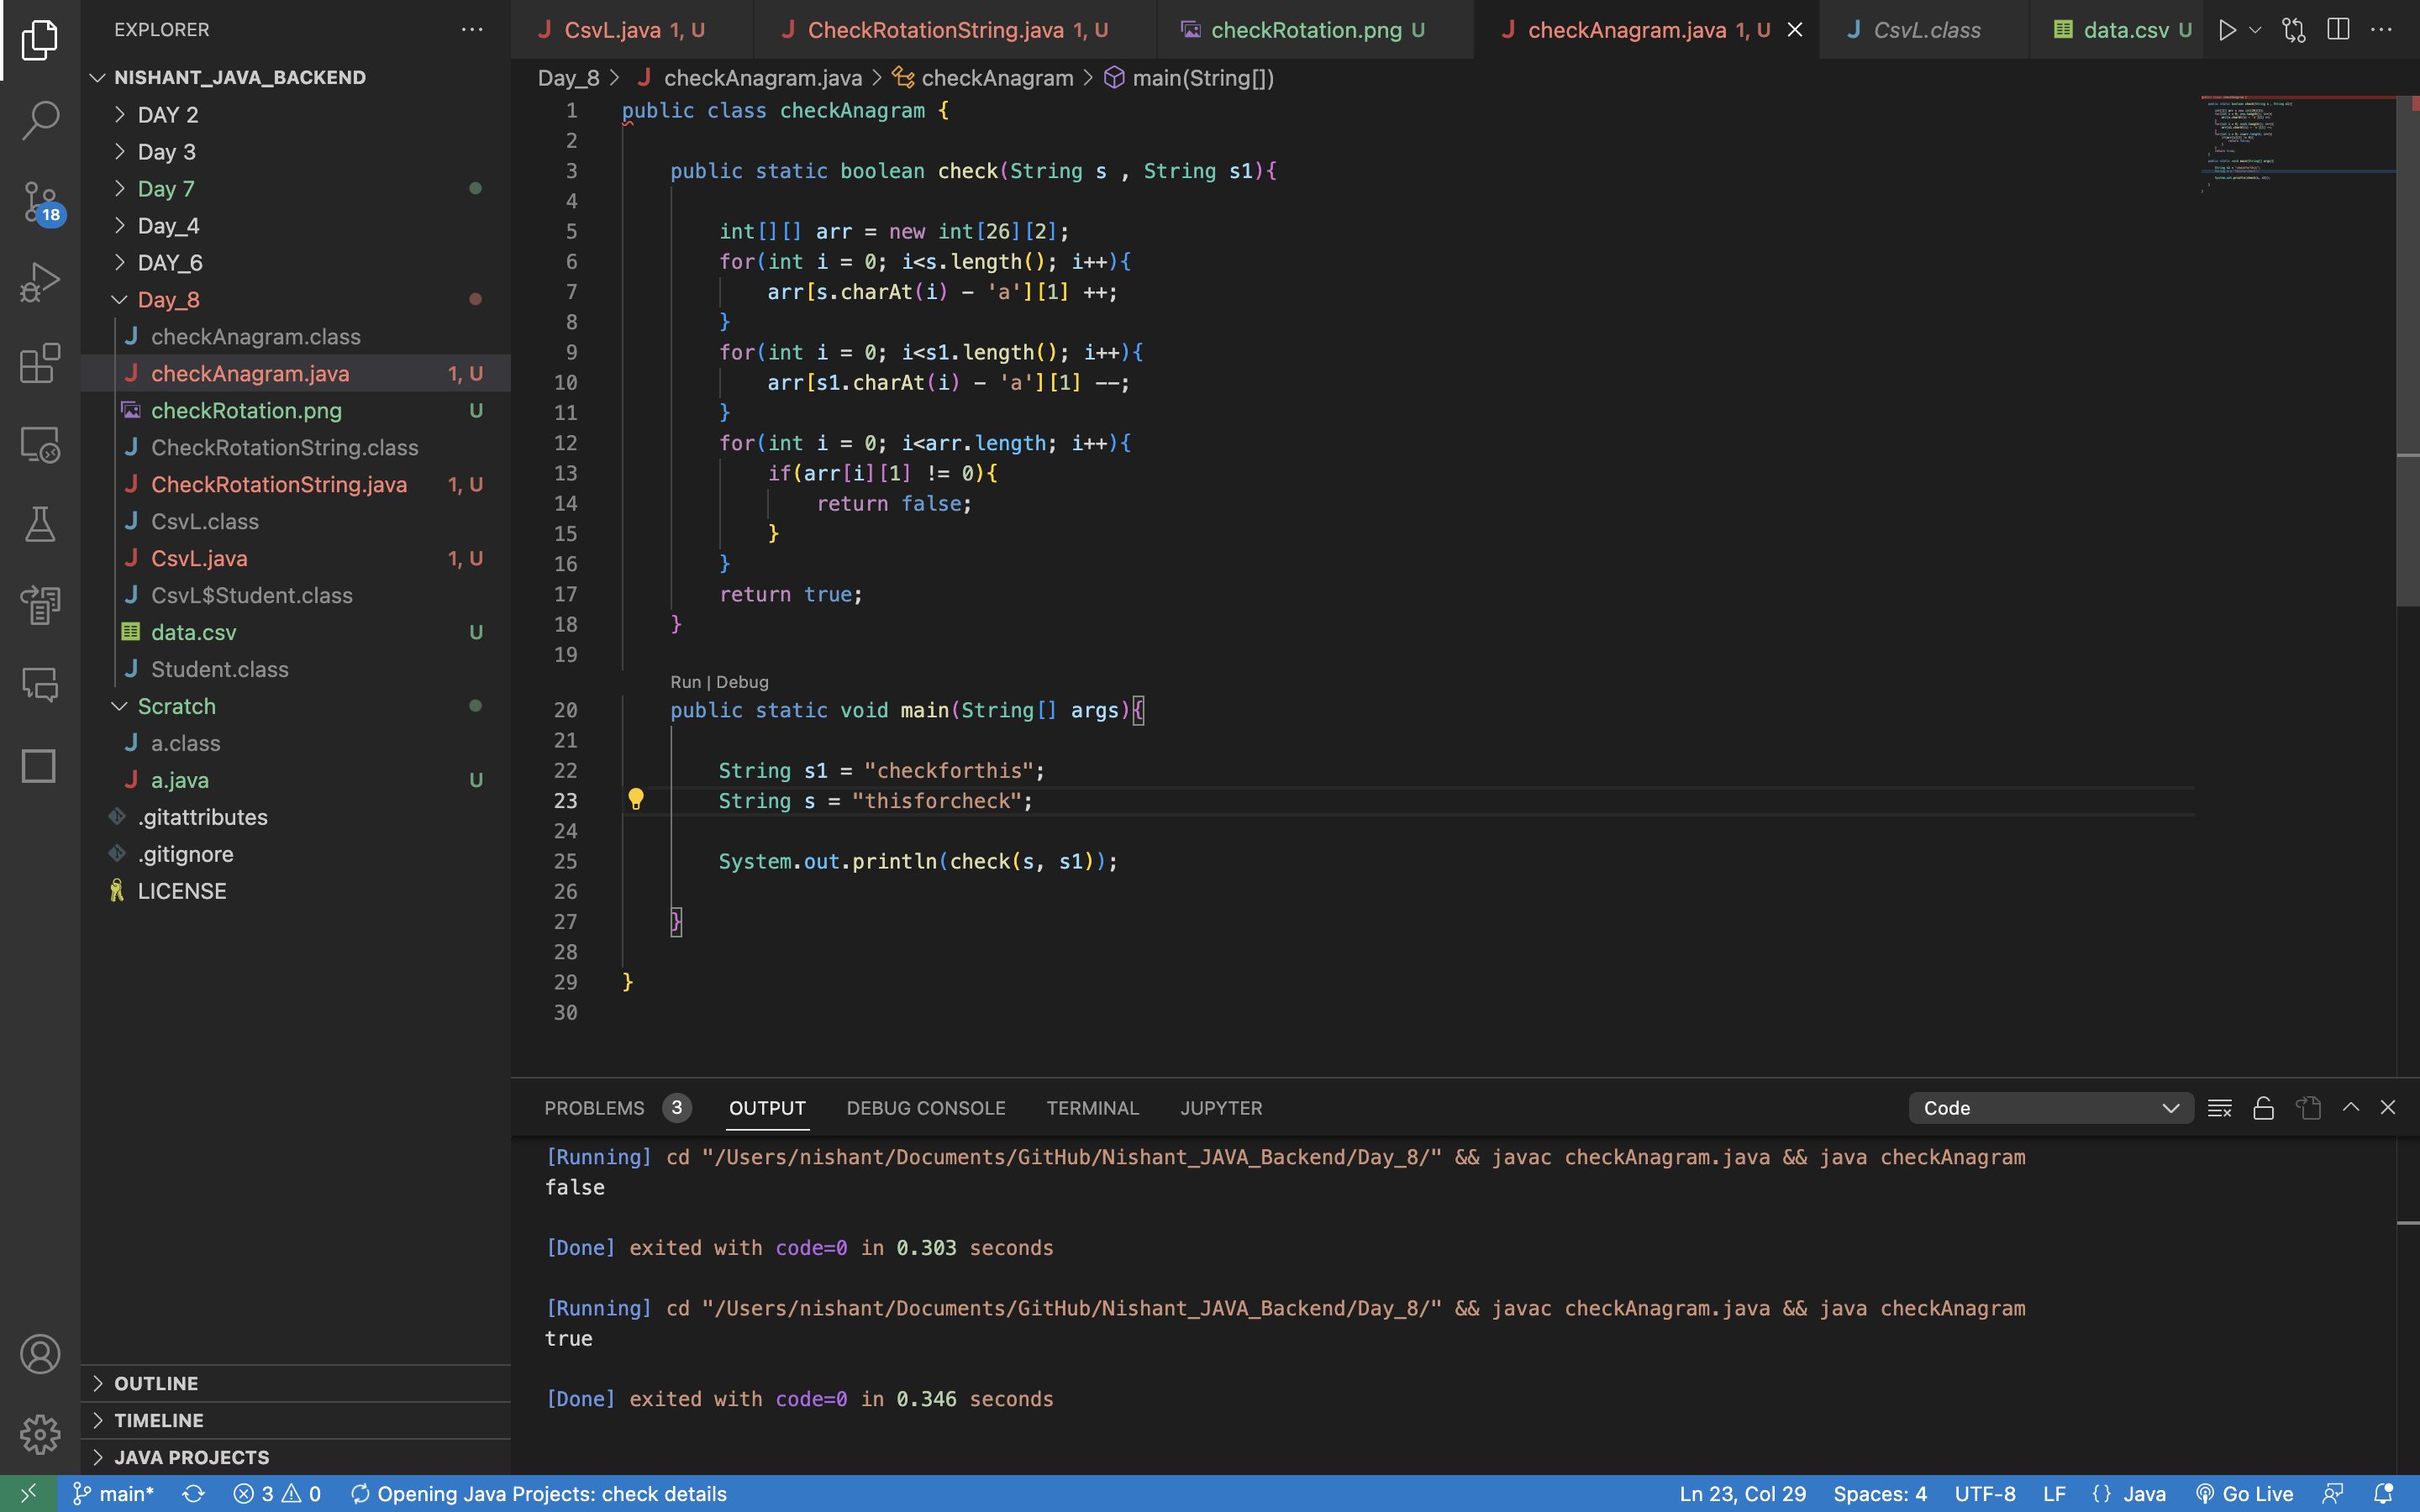 EXPLORER
CsvL.java 1, U
CheckRotationString.java 1, U
checkRotation.png U
checkAnagram.java 1, U
CsvL.class
data.csv U
NISHANT_JAVA_BACKEND
DAY 2
Day 3
Day 7
Day_4
DAY_6
Day_8
checkAnagram.class
checkAnagram.java 1, U
checkRotation.png U
CheckRotationString.class
CheckRotationString.java 1, U
CsvL.class
CsvL.java 1, U
CsvL$Student.class
data.csv U
Student.class
Scratch
a.class
a.java U
.gitattributes
.gitignore
LICENSE
18
OUTLINE
TIMELINE
JAVA PROJECTS
Day_8 > checkAnagram.java > checkAnagram > main(String[])
1 public class checkAnagram {
2
3 public static boolean check(String s , String s1){
4
5 int[][] arr = new int[26][2];
6 for(int i = 0; i<s.length(); i++){
7 arr[s.charAt(i) - 'a'][1] ++;
8 }
9 for(int i = 0; i<s1.length(); i++){
10 arr[s1.charAt(i) - 'a'][1] --;
11 }
12 for(int i = 0; i<arr.length; i++){
13 if(arr[i][1] != 0){
14 return false;
15 }
16 }
17 return true;
18 }
19
Run | Debug
20 public static void main(String[] args){
21
22 String s1 = "checkforthis";
23 String s = "thisforcheck";
24
25 System.out.println(check(s, s1));
26
27 }
28
29 }
30
PROBLEMS 3 OUTPUT DEBUG CONSOLE TERMINAL JUPYTER Code
[Running] cd "/Users/nishant/Documents/GitHub/Nishant_JAVA_Backend/Day_8/" && javac checkAnagram.java && java checkAnagram
false
[Done] exited with code=0 in 0.303 seconds
[Running] cd "/Users/nishant/Documents/GitHub/Nishant_JAVA_Backend/Day_8/" && javac checkAnagram.java && java checkAnagram
true
[Done] exited with code=0 in 0.346 seconds
main* 3 0 Opening Java Projects: check details Ln 23, Col 29 Spaces: 4 UTF-8 LF {} Java Go Live